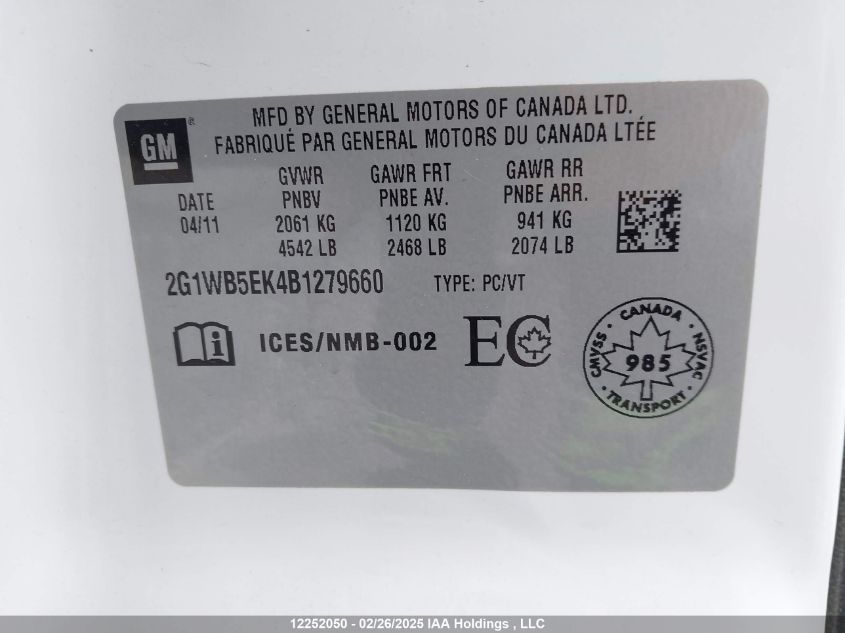 MFD BY GENERAL MOTORS OF CANADA LTD.
FABRIQUÉ PAR GENERAL MOTORS DU CANADA LTÉE
GM
DATE
04/11
GVWR
PNBV
2061 KG
4542 LB
GAWR FRT
PNBE AV.
1120 KG
2468 LB
GAWR RR
PNBE ARR.
941 KG
2074 LB
2G1WB5EK4B1279660 TYPE: PC/VT
ICES/NMB-002
EC
CANADA
CMVSS
985
NSVAC
TRANSPORT
12252050 - 02/26/2025 IAA Holdings , LLC